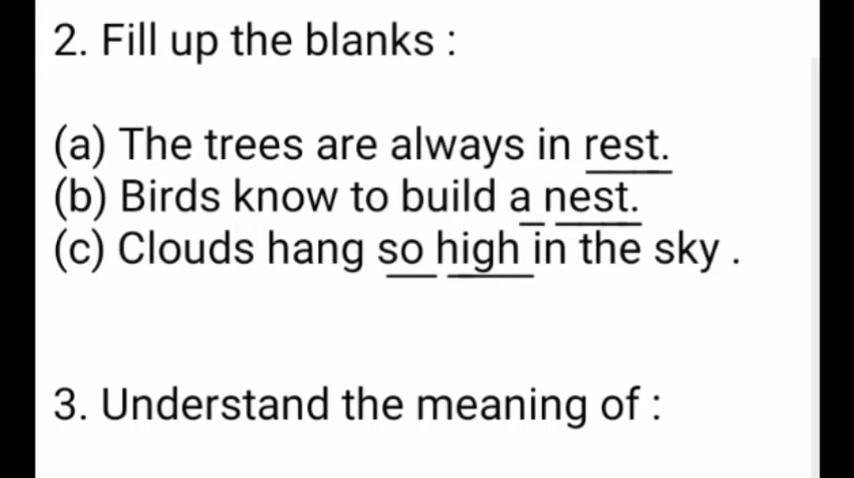 2. Fill up the blanks :
(a) The trees are always in rest.
(b) Birds know to build a nest.
(c) Clouds hang so high in the sky .
3. Understand the meaning of :